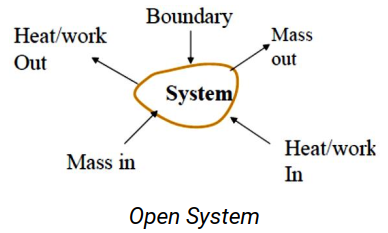 Boundary
Heat/work
Out
Mass
out
System
Mass in
Heat/work
In
Open System